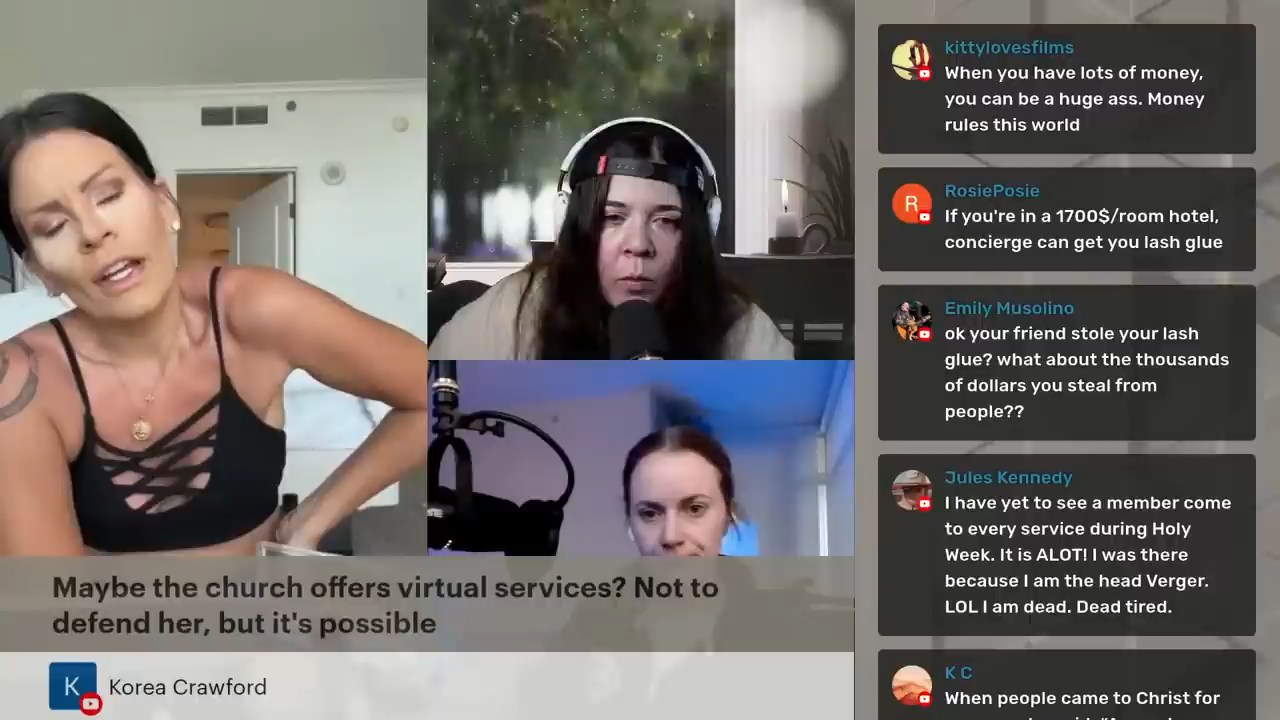 kittylovesfilms
When you have lots of money,
you can be a huge ass. Money
rules this world
R
RosiePosie
If you're in a 1700$/room hotel,
concierge can get you lash glue
Emily Musolino
ok your friend stole your lash
glue? what about the thousands
of dollars you steal from
people??
Jules Kennedy
I have yet to see a member come
to every service during Holy
Week. It is ALOT! I was there
because I am the head Verger.
LOL I am dead. Dead tired.
K C
When people came to Christ for
Maybe the church offers virtual services? Not to
defend her, but it's possible
K
Korea Crawford